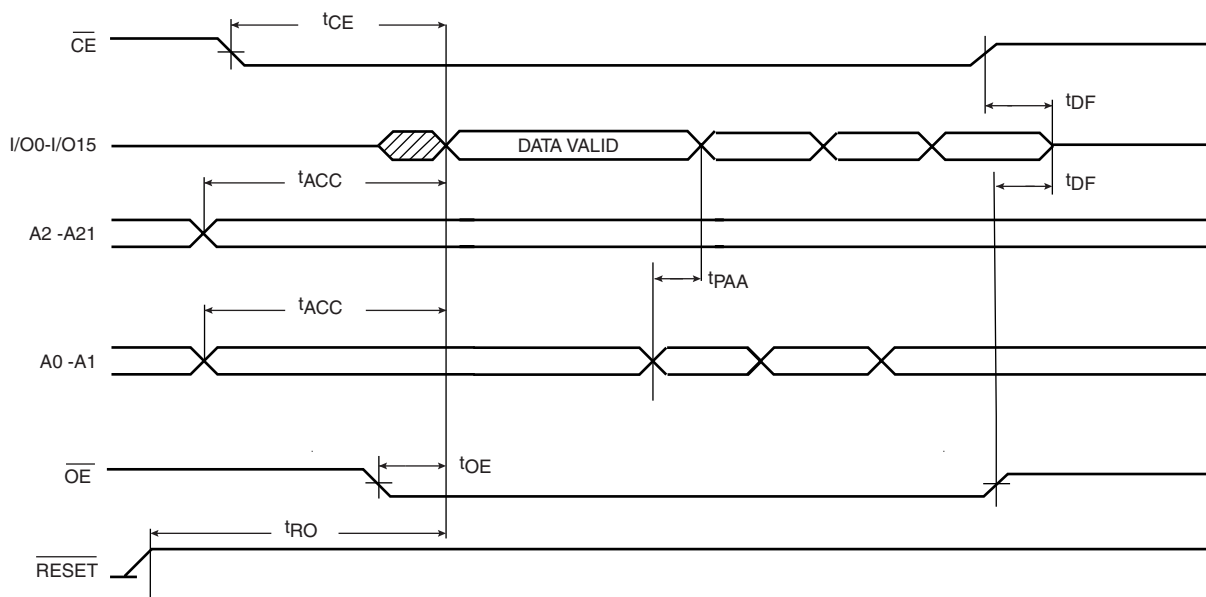 tCE
CE
tDF
I/O0-I/O15
DATA VALID
tACC
tDF
A2 -A21
tPAA
tACC
A0 -A1
tOE
OE
tRO
RESET